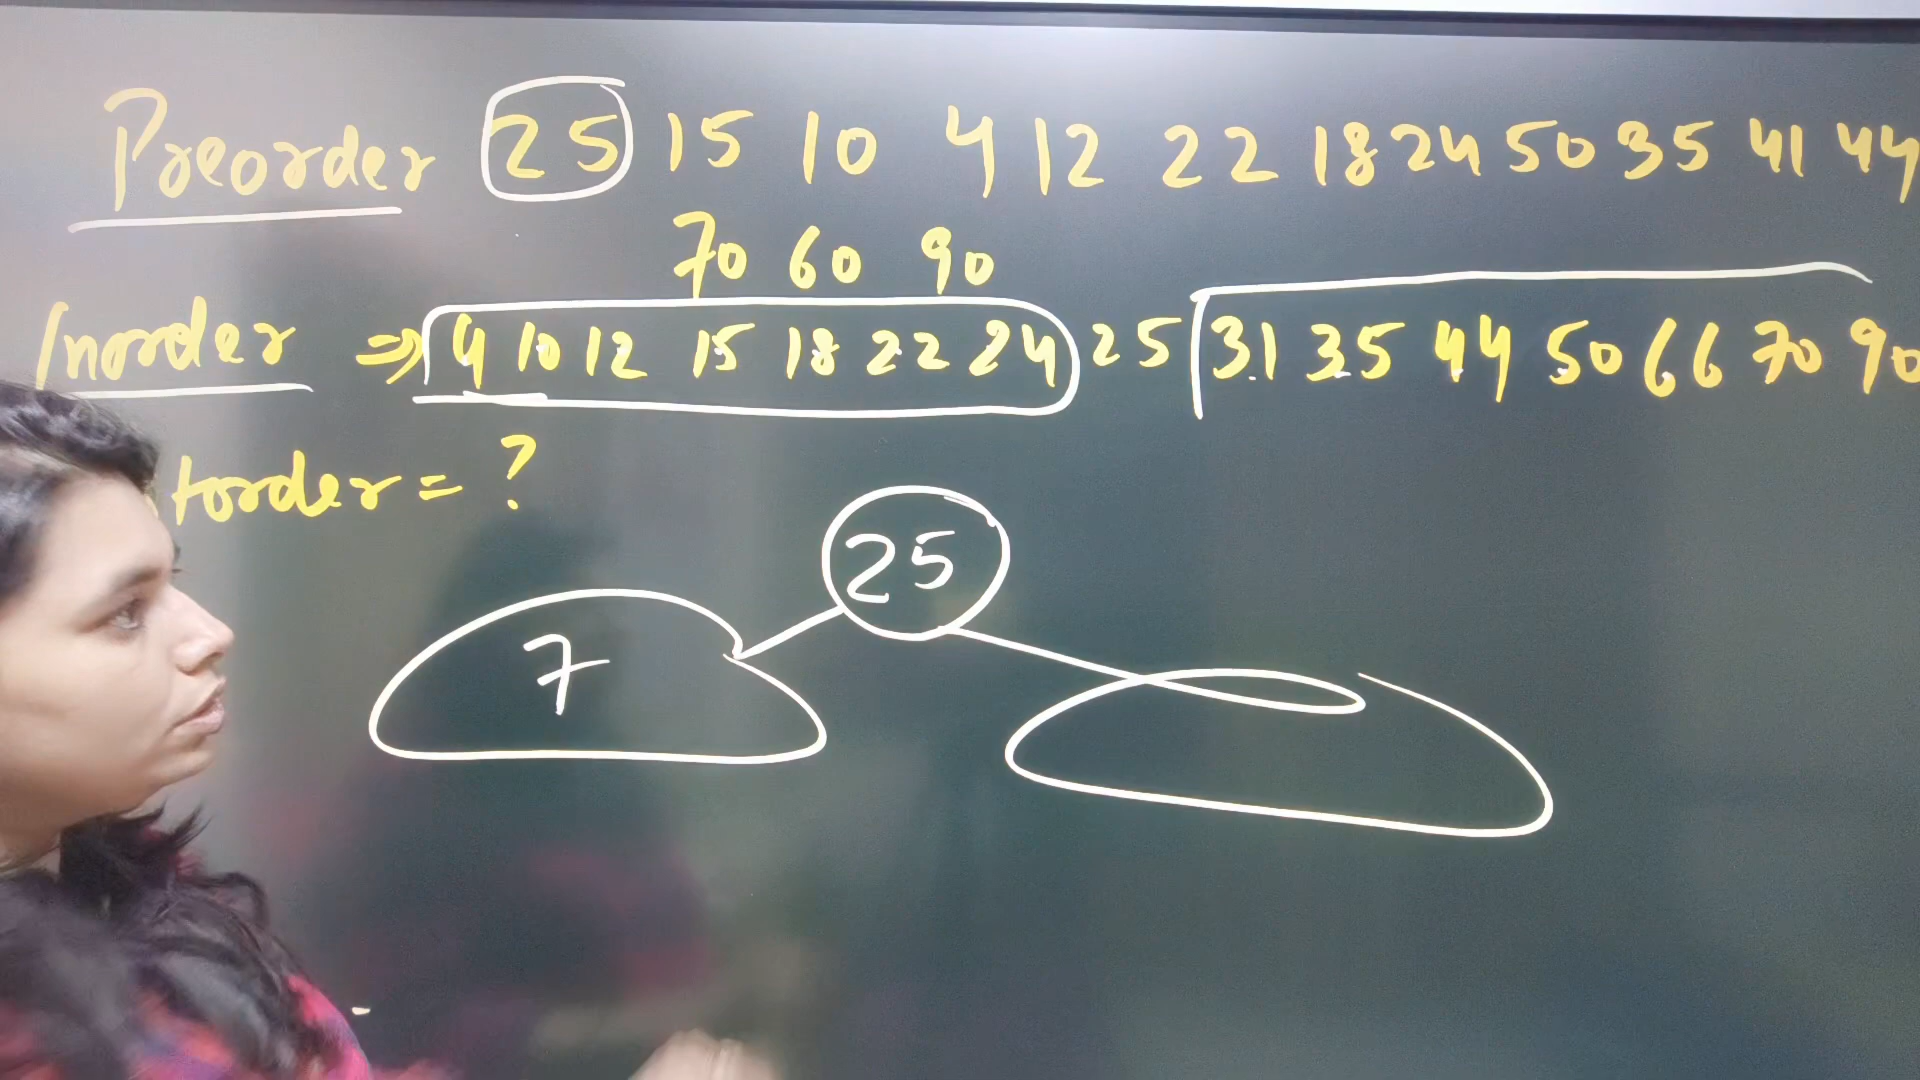 Preorder 25 15 10 4 12 22 18 24 50 35 41 44
70 60 90
Inorder ⇒ 4 10 12 15 18 22 24 25 31 35 44 50 66 70 90
torder = ?
25
7